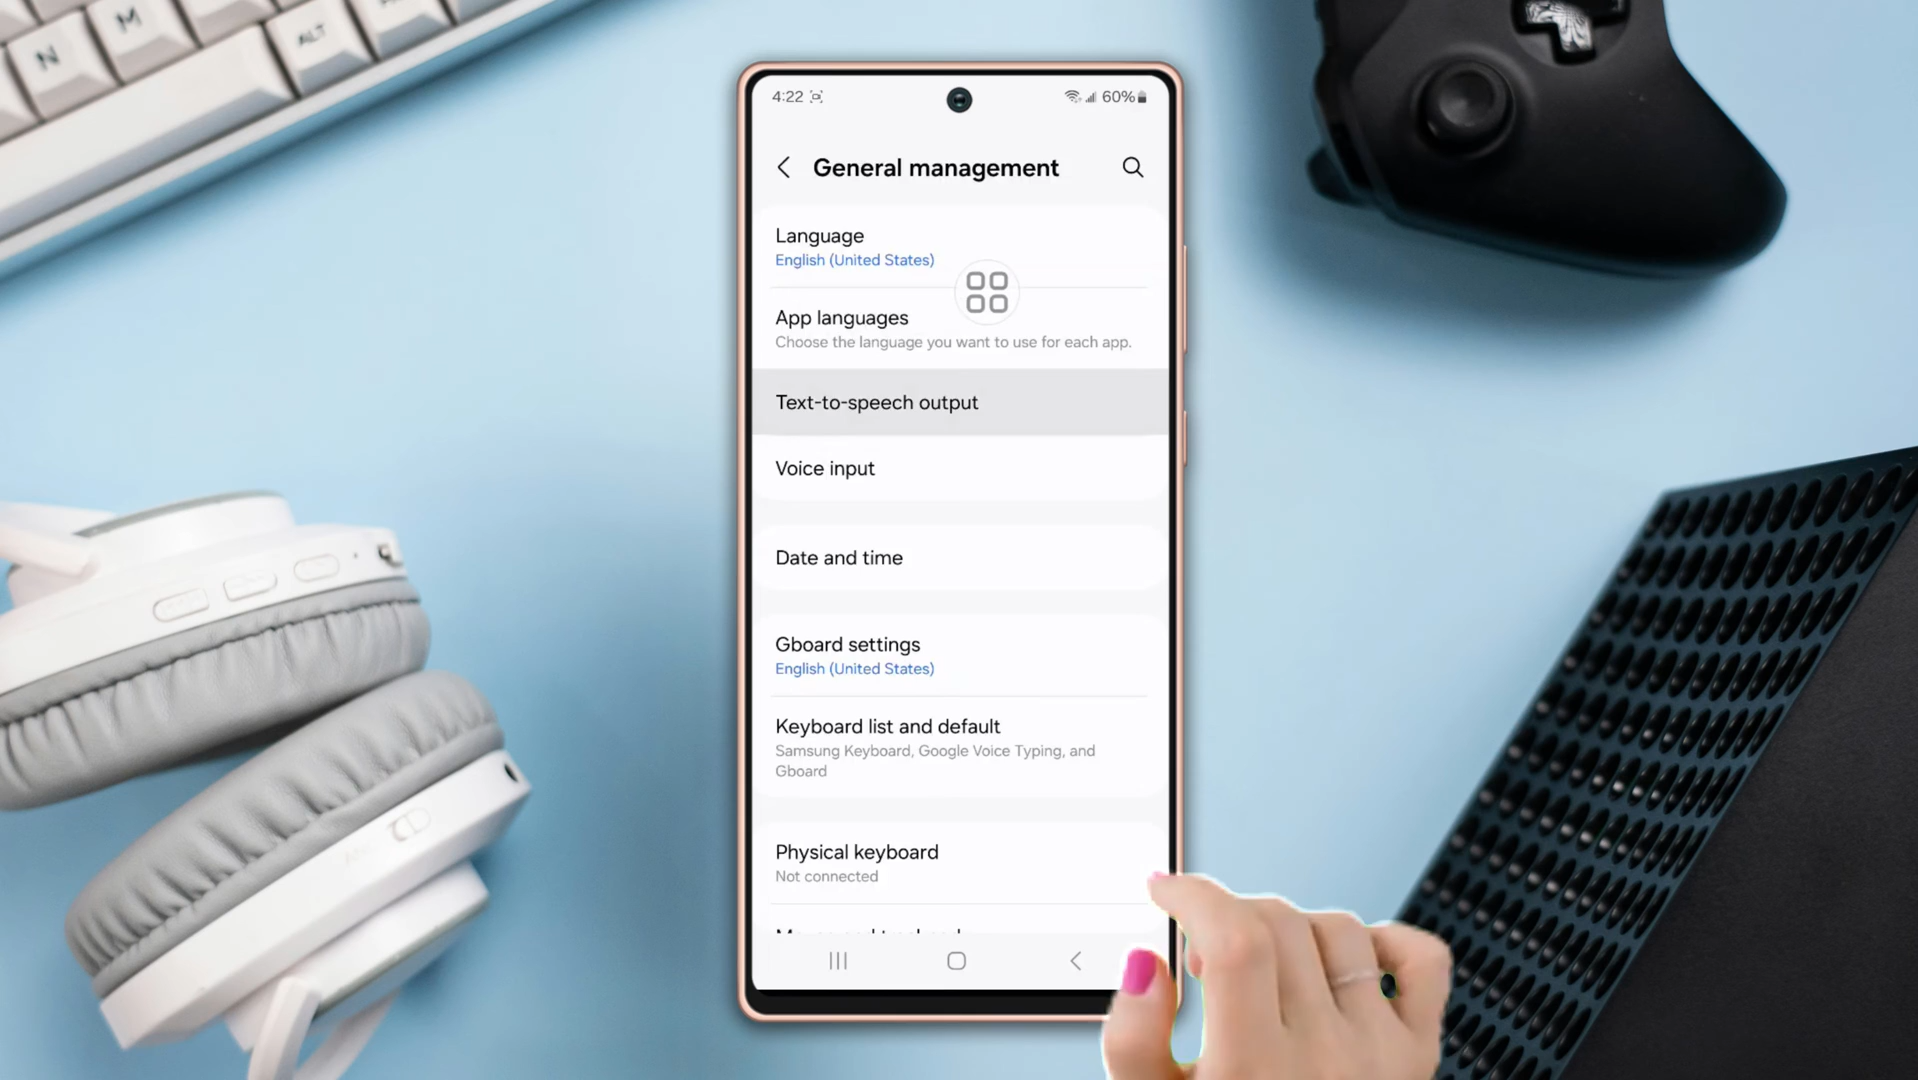 N
M
ALT
4:22
60%
General management
Language
English (United States)
App languages
Choose the language you want to use for each app.
Text-to-speech output
Voice input
Date and time
Gboard settings
English (United States)
Keyboard list and default
Samsung Keyboard, Google Voice Typing, and
Gboard
Physical keyboard
Not connected